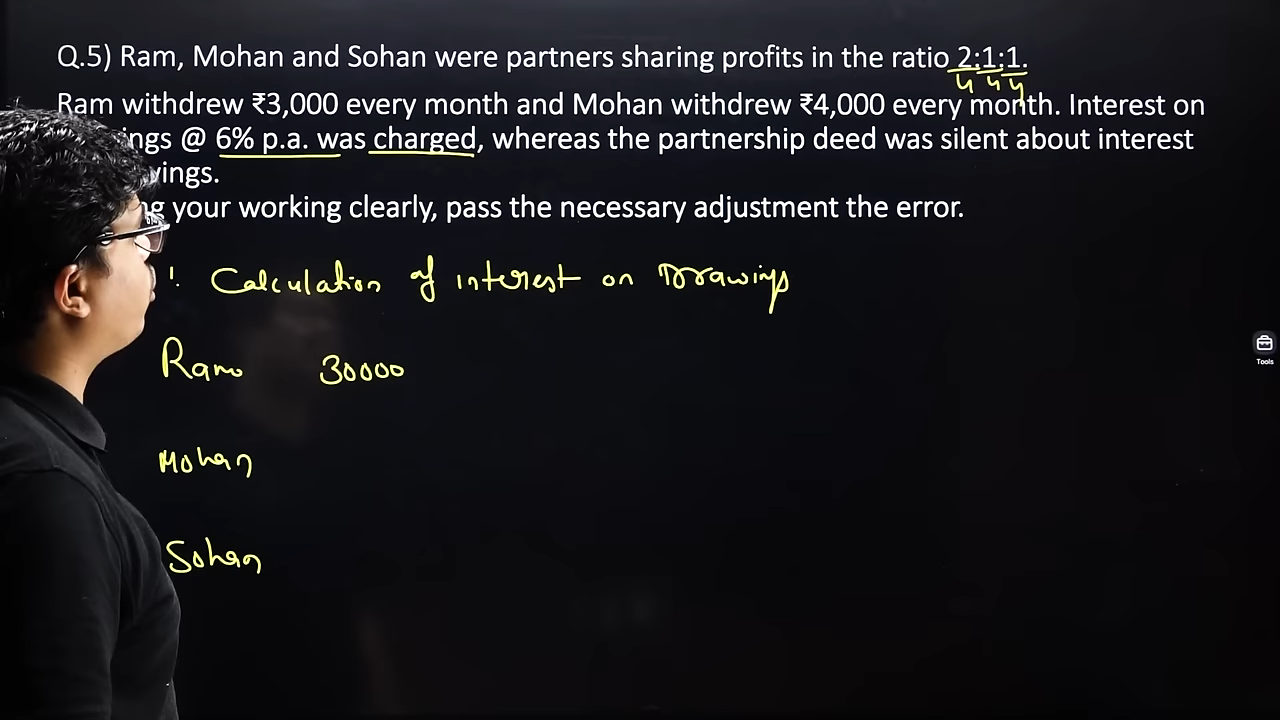 Q.5) Ram, Mohan and Sohan were partners sharing profits in the ratio 2:1:1.
4 4 4
Ram withdrew ₹3,000 every month and Mohan withdrew ₹4,000 every month. Interest on
ngs @ 6% p.a. was charged, whereas the partnership deed was silent about interest
vings.
g your working clearly, pass the necessary adjustment the error.
Calculation of interest on Drawings
Ram 30000
Mohan
Sohan
Tools